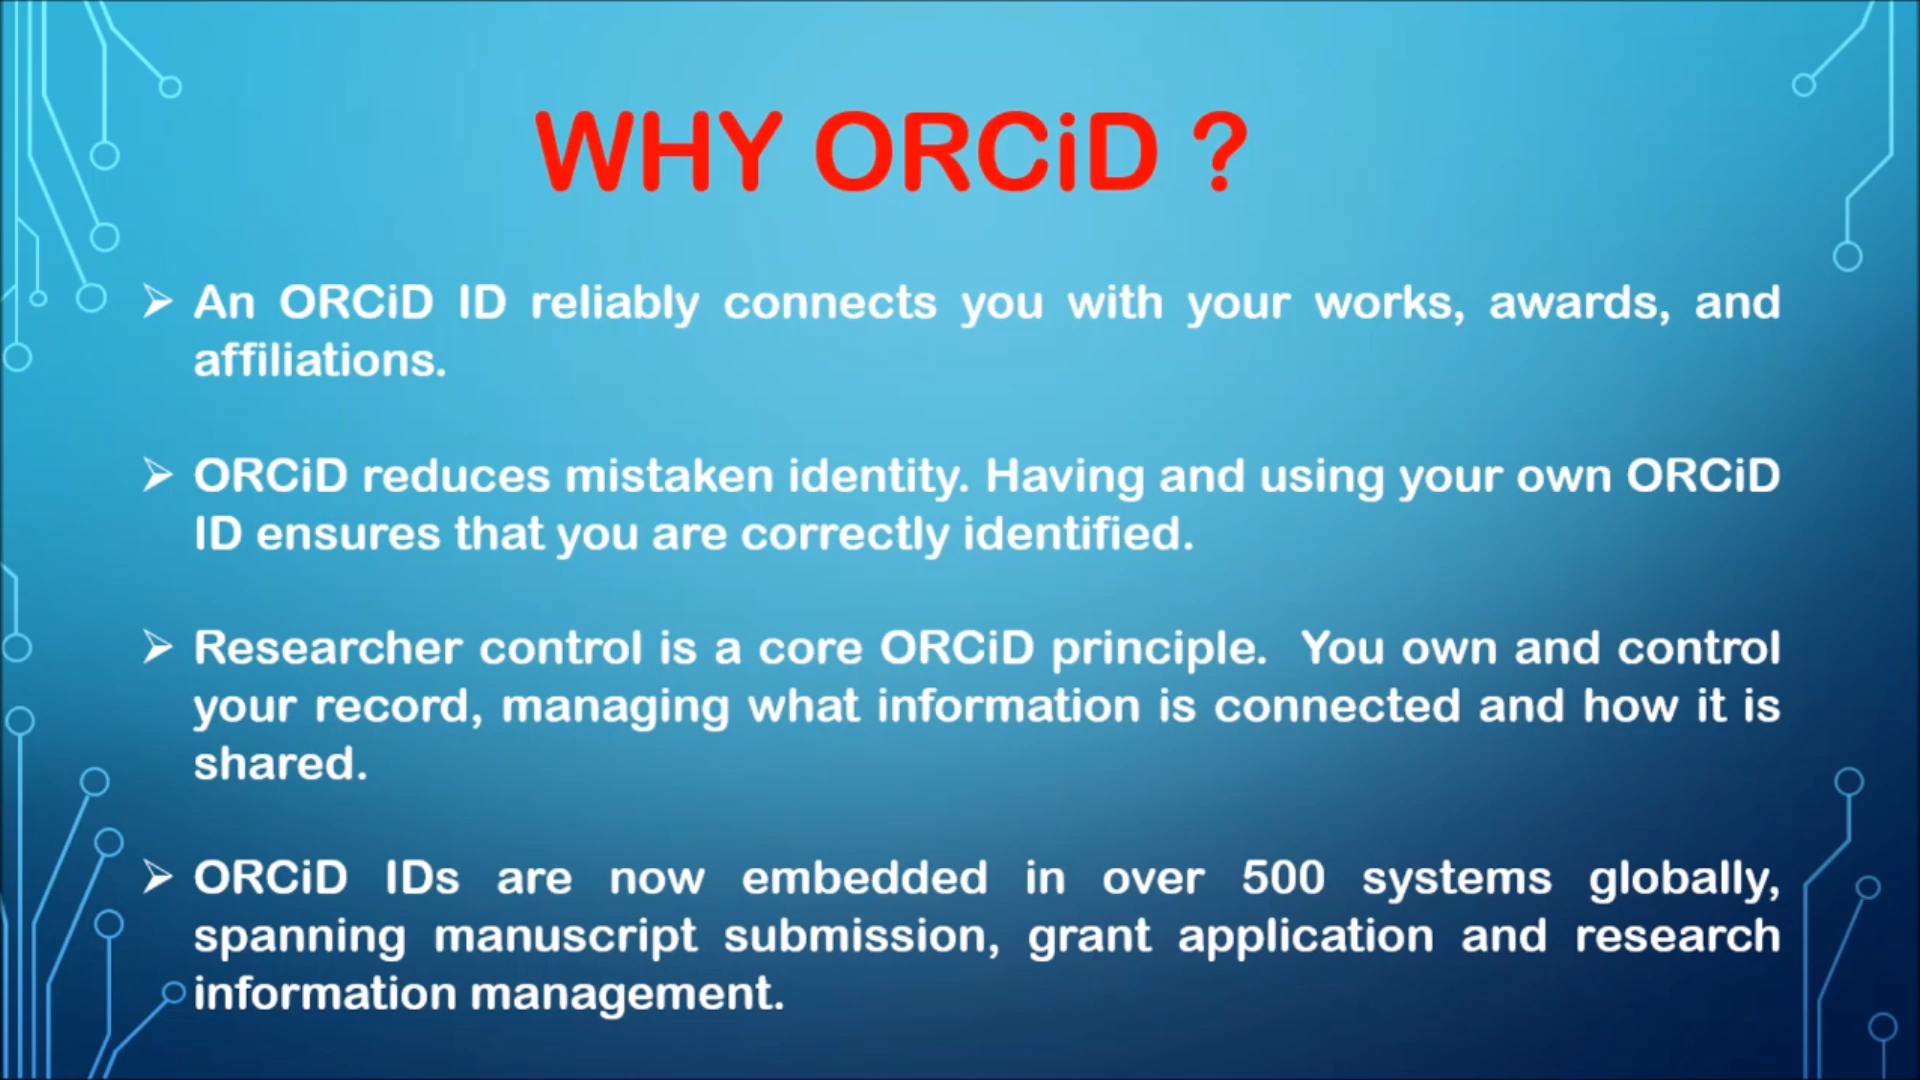 WHY ORCiD ?
An ORCiD ID reliably connects you with your works, awards, and
affiliations.
ORCiD reduces mistaken identity. Having and using your own ORCiD
ID ensures that you are correctly identified.
Researcher control is a core ORCiD principle. You own and control
your record, managing what information is connected and how it is
shared.
ORCiD IDs are now embedded in over 500 systems globally,
spanning manuscript submission, grant application and research
information management.